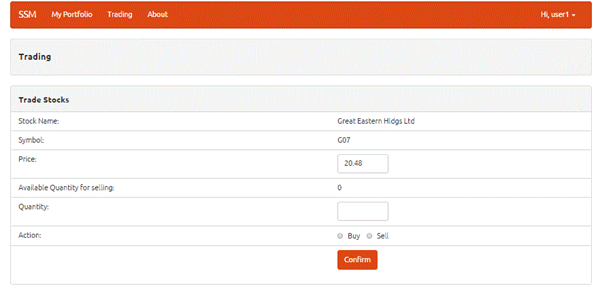 SSM My Portfolio Trading About Hi, user1
Trading
Trade Stocks
Stock Name: Great Eastern Hldgs Ltd
Symbol: G07
Price: 20.48
Available Quantity for selling: 0
Quantity:
Action: Buy Sell
Confirm